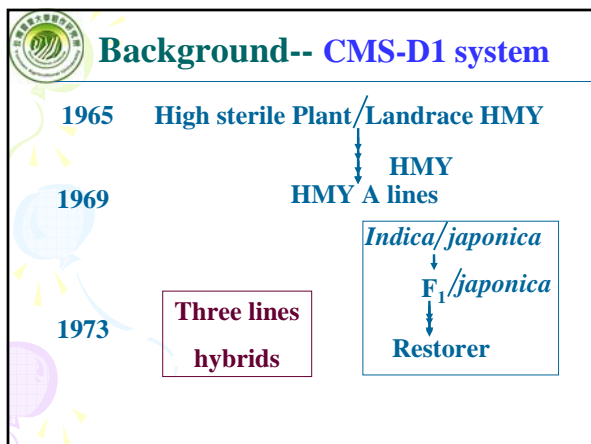 Background-- CMS-D1 system
1965 High sterile Plant/Landrace HMY
HMY
1969 HMY A lines
Indica/japonica
F1/japonica
1973 Three lines hybrids
Restorer